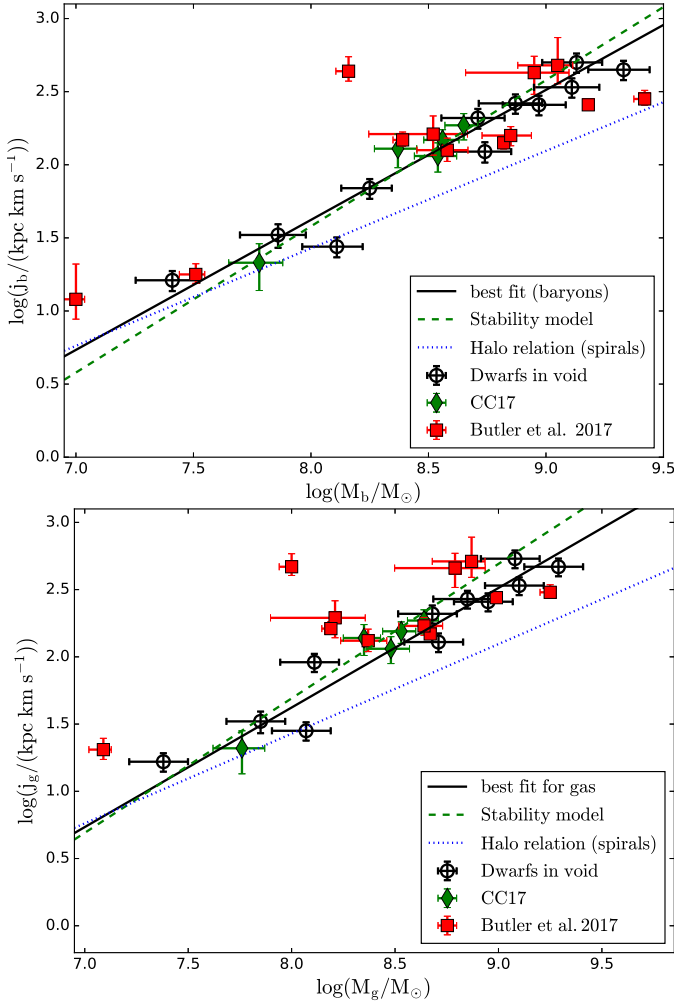 3.0
2.5
2.0
1.5
1.0
0.5
0.0
log(j_b/(kpc km s⁻¹))
best fit (baryons)
Stability model
Halo relation (spirals)
Dwarfs in void
CC17
Butler et al. 2017
7.0 7.5 8.0 8.5 9.0 9.5
log(M_b/M_⊙)
3.0
2.5
2.0
1.5
1.0
0.5
0.0
log(j_g/(kpc km s⁻¹))
best fit for gas
Stability model
Halo relation (spirals)
Dwarfs in void
CC17
Butler et al. 2017
7.0 7.5 8.0 8.5 9.0 9.5
log(M_g/M_⊙)